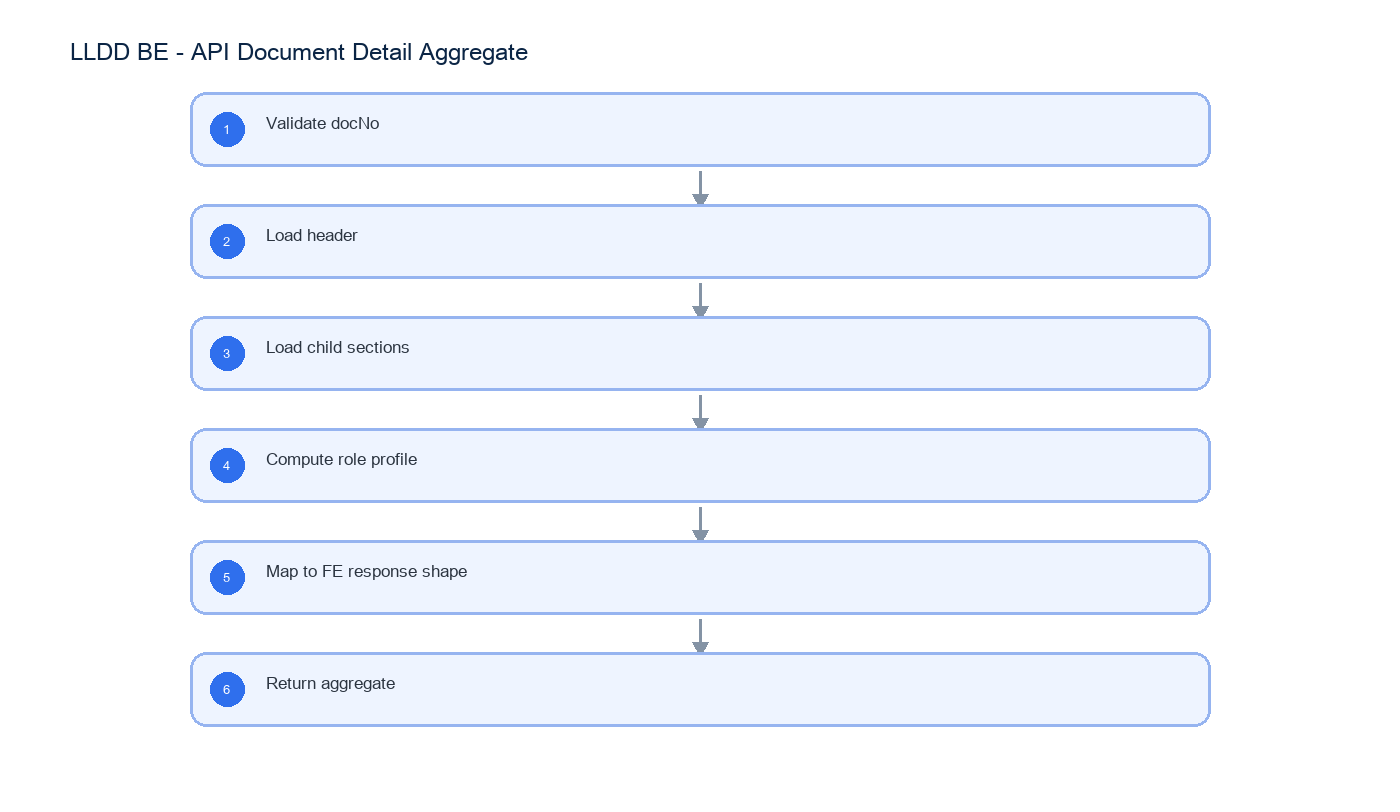 LLDD BE - API Document Detail Aggregate
1 Validate docNo
2 Load header
3 Load child sections
4 Compute role profile
5 Map to FE response shape
6 Return aggregate